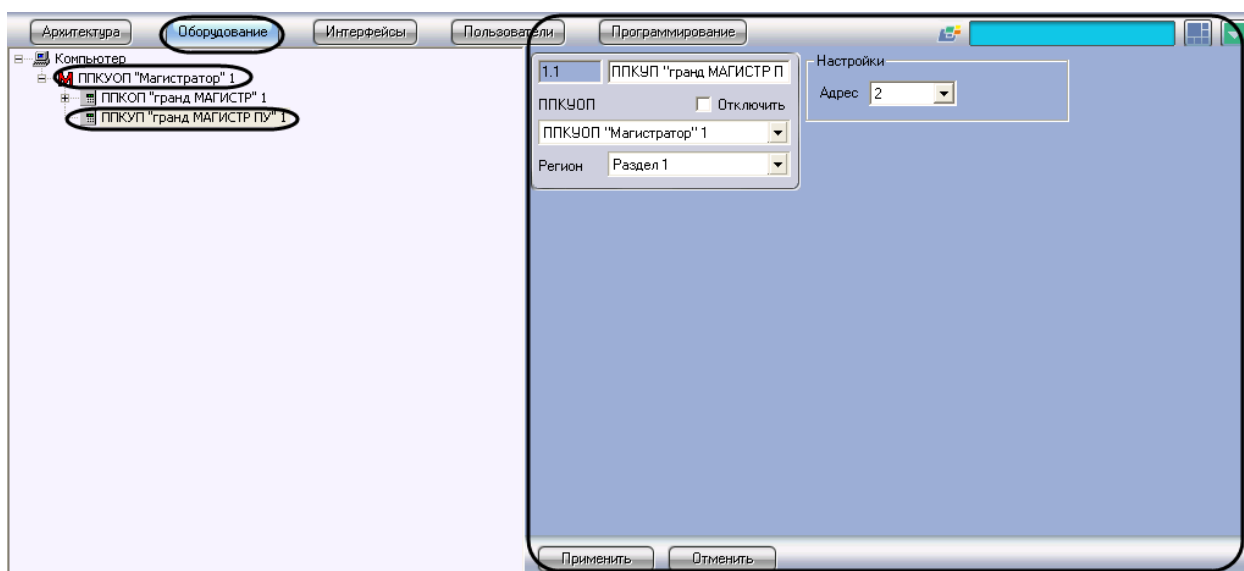 Архитектура Оборудование Интерфейсы Пользователи Программирование
Компьютер
ППКУОП "Магистратор" 1
ППКОП "гранд МАГИСТР" 1
ППКУП "гранд МАГИСТР ПУ" 1
1.1 ППКУП "гранд МАГИСТР П
ППКУОП Отключить
ППКУОП "Магистратор" 1
Регион Раздел 1
Настройки
Адрес 2
Применить Отменить